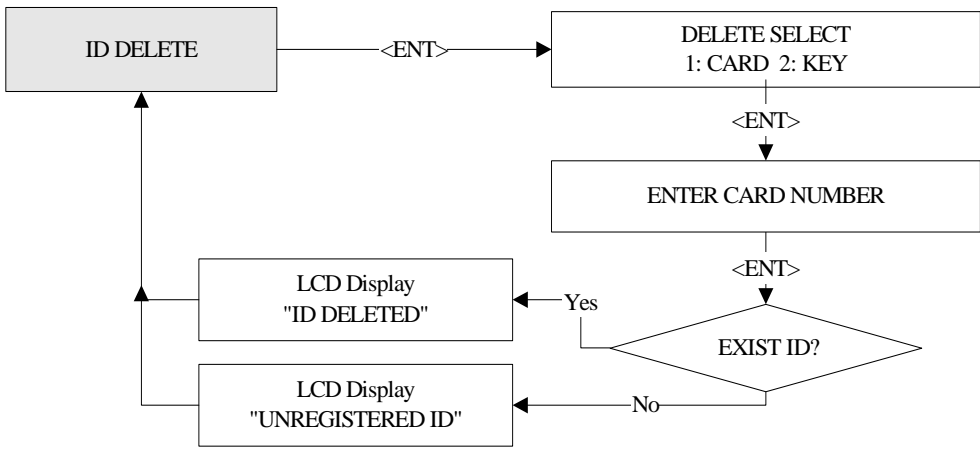 ID DELETE
<ENT>
DELETE SELECT
1: CARD  2: KEY
<ENT>
ENTER CARD NUMBER
<ENT>
LCD Display
"ID DELETED"
Yes
EXIST ID?
LCD Display
"UNREGISTERED ID"
No